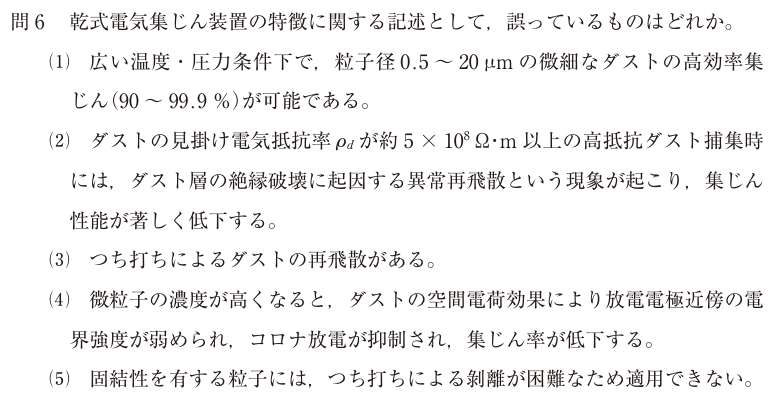 問6 乾式電気集じん装置の特徴に関する記述として，誤っているものはどれか。
⑴ 広い温度・圧力条件下で，粒子径 0.5 ～ 20 μm の微細なダストの高効率集
じん(90 ～ 99.9 %)が可能である。
⑵ ダストの見掛け電気抵抗率 ρd が約 5 × 10⁸ Ω･m 以上の高抵抗ダスト捕集時
には，ダスト層の絶縁破壊に起因する異常再飛散という現象が起こり，集じん
性能が著しく低下する。
⑶ つち打ちによるダストの再飛散がある。
⑷ 微粒子の濃度が高くなると，ダストの空間電荷効果により放電電極近傍の電
界強度が弱められ，コロナ放電が抑制され，集じん率が低下する。
⑸ 固結性を有する粒子には，つち打ちによる剝離が困難なため適用できない。